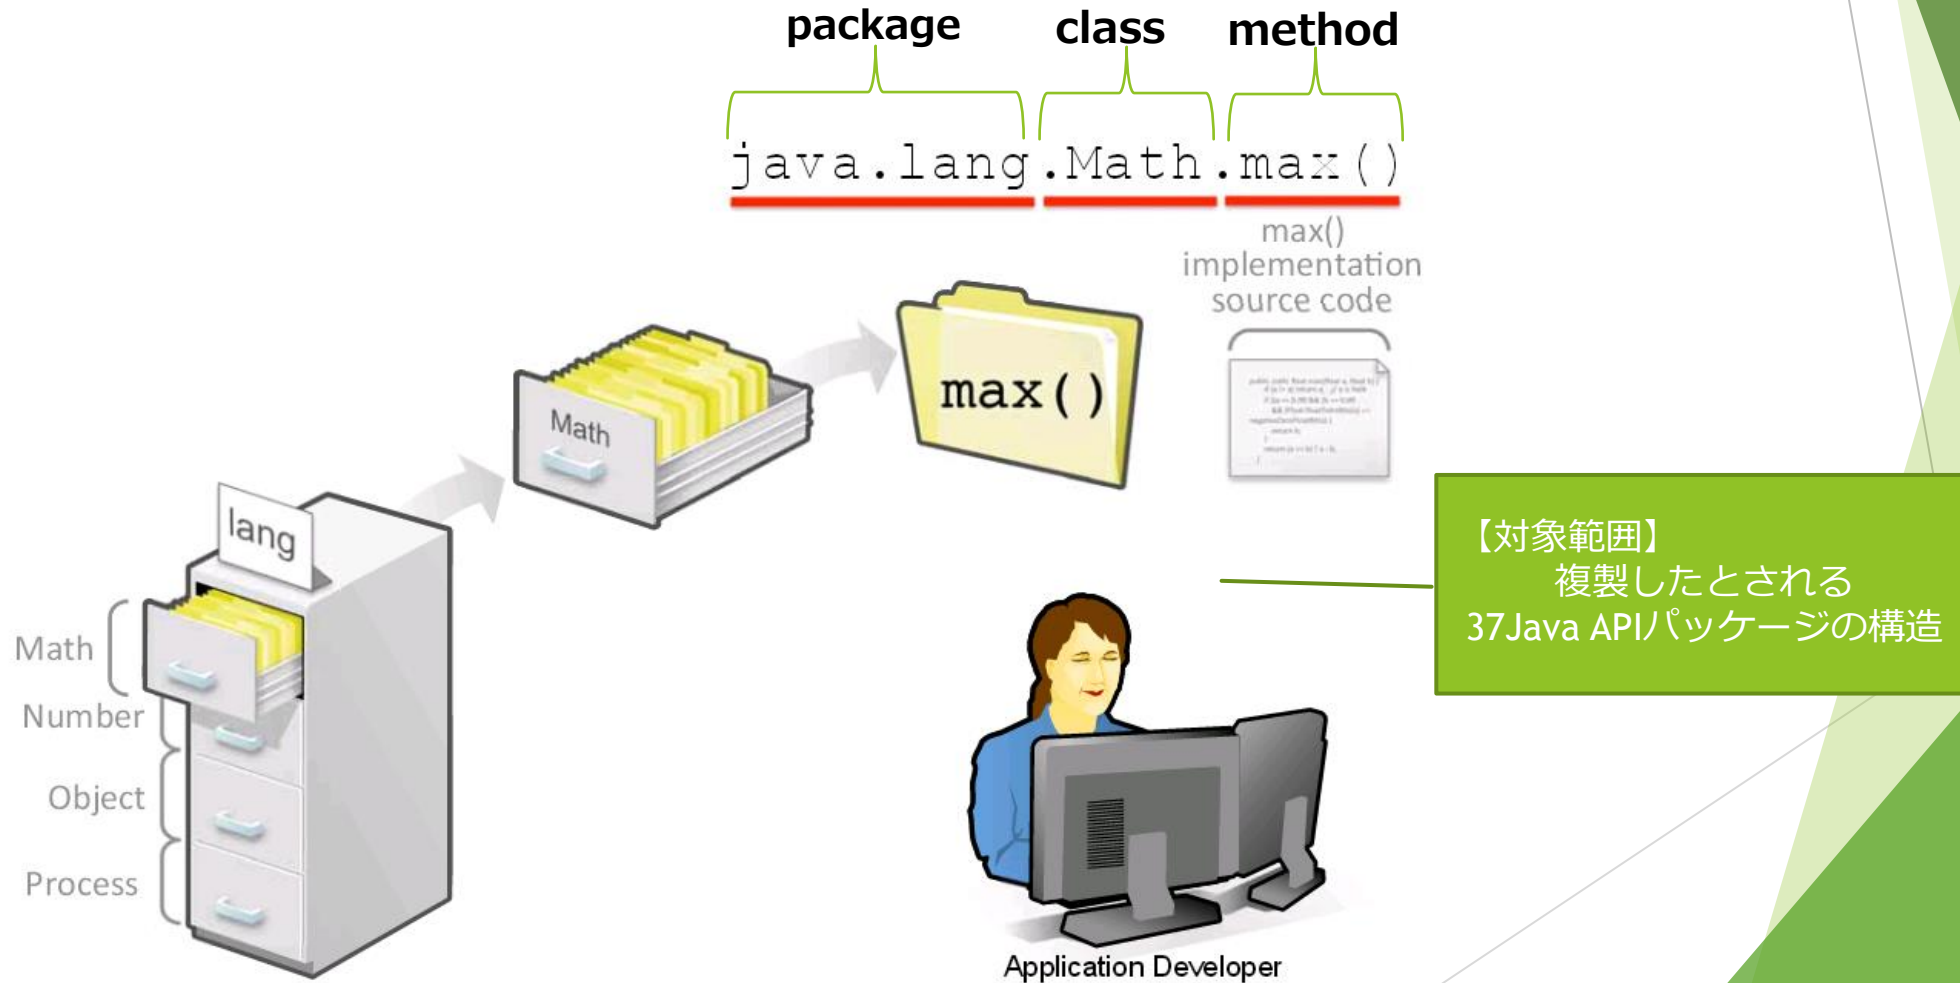 package class method
java.lang.Math.max()
max()
implementation
source code
max()
Math
lang
Math
Number
Object
Process
【対象範囲】
複製したとされる
37Java APIパッケージの構造
Application Developer